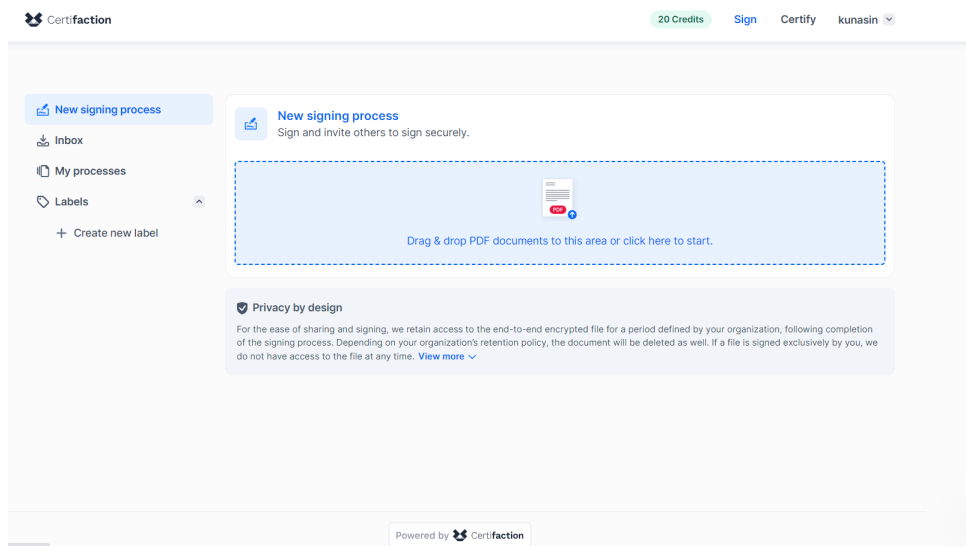 Certifaction
20 Credits
Sign
Certify
kunasin
New signing process
Inbox
My processes
Labels
Create new label
New signing process
Sign and invite others to sign securely.
PDF
Drag & drop PDF documents to this area or click here to start.
Privacy by design
For the ease of sharing and signing, we retain access to the end-to-end encrypted file for a period defined by your organization, following completion
of the signing process. Depending on your organization's retention policy, the document will be deleted as well. If a file is signed exclusively by you, we
do not have access to the file at any time. View more
Powered by Certifaction